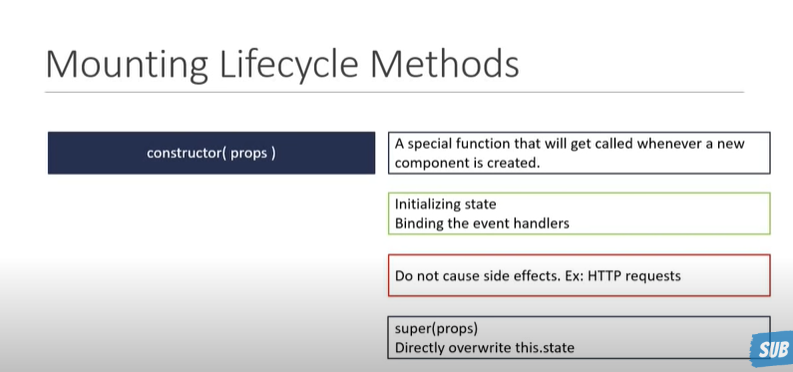 Mounting Lifecycle Methods
constructor( props )
A special function that will get called whenever a new
component is created.
Initializing state
Binding the event handlers
Do not cause side effects. Ex: HTTP requests
super(props)
Directly overwrite this.state
SUB